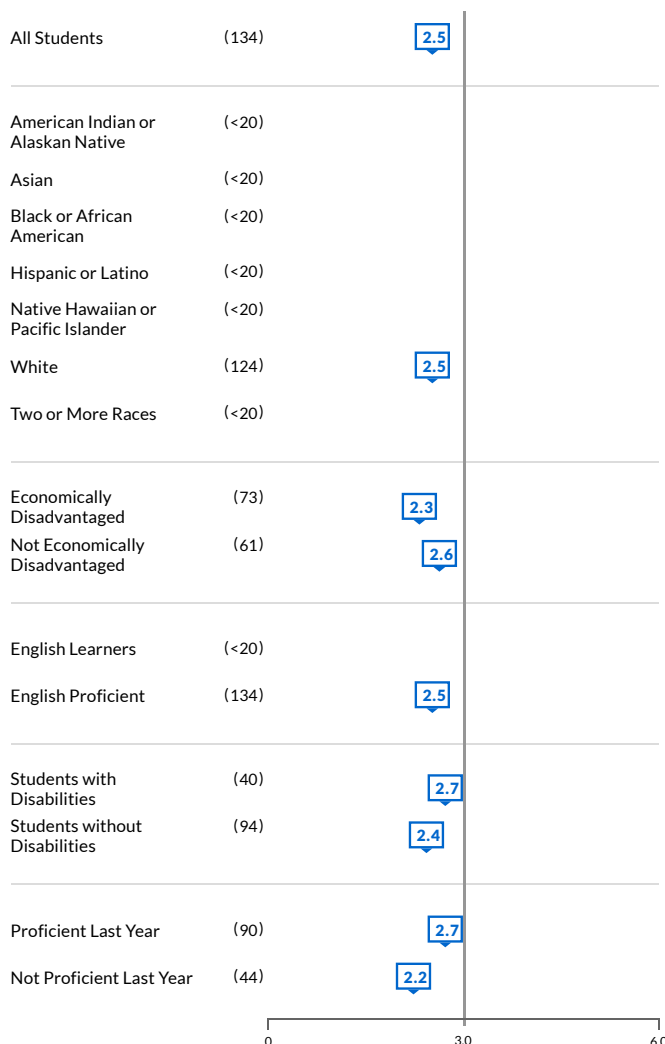 All Students (134) 2.5
American Indian or (<20)
Alaskan Native
Asian (<20)
Black or African (<20)
American
Hispanic or Latino (<20)
Native Hawaiian or (<20)
Pacific Islander
White (124) 2.5
Two or More Races (<20)
Economically (73) 2.3
Disadvantaged
Not Economically (61) 2.6
Disadvantaged
English Learners (<20)
English Proficient (134) 2.5
Students with (40) 2.7
Disabilities
Students without (94) 2.4
Disabilities
Proficient Last Year (90) 2.7
Not Proficient Last Year (44) 2.2
0 3.0 6.0